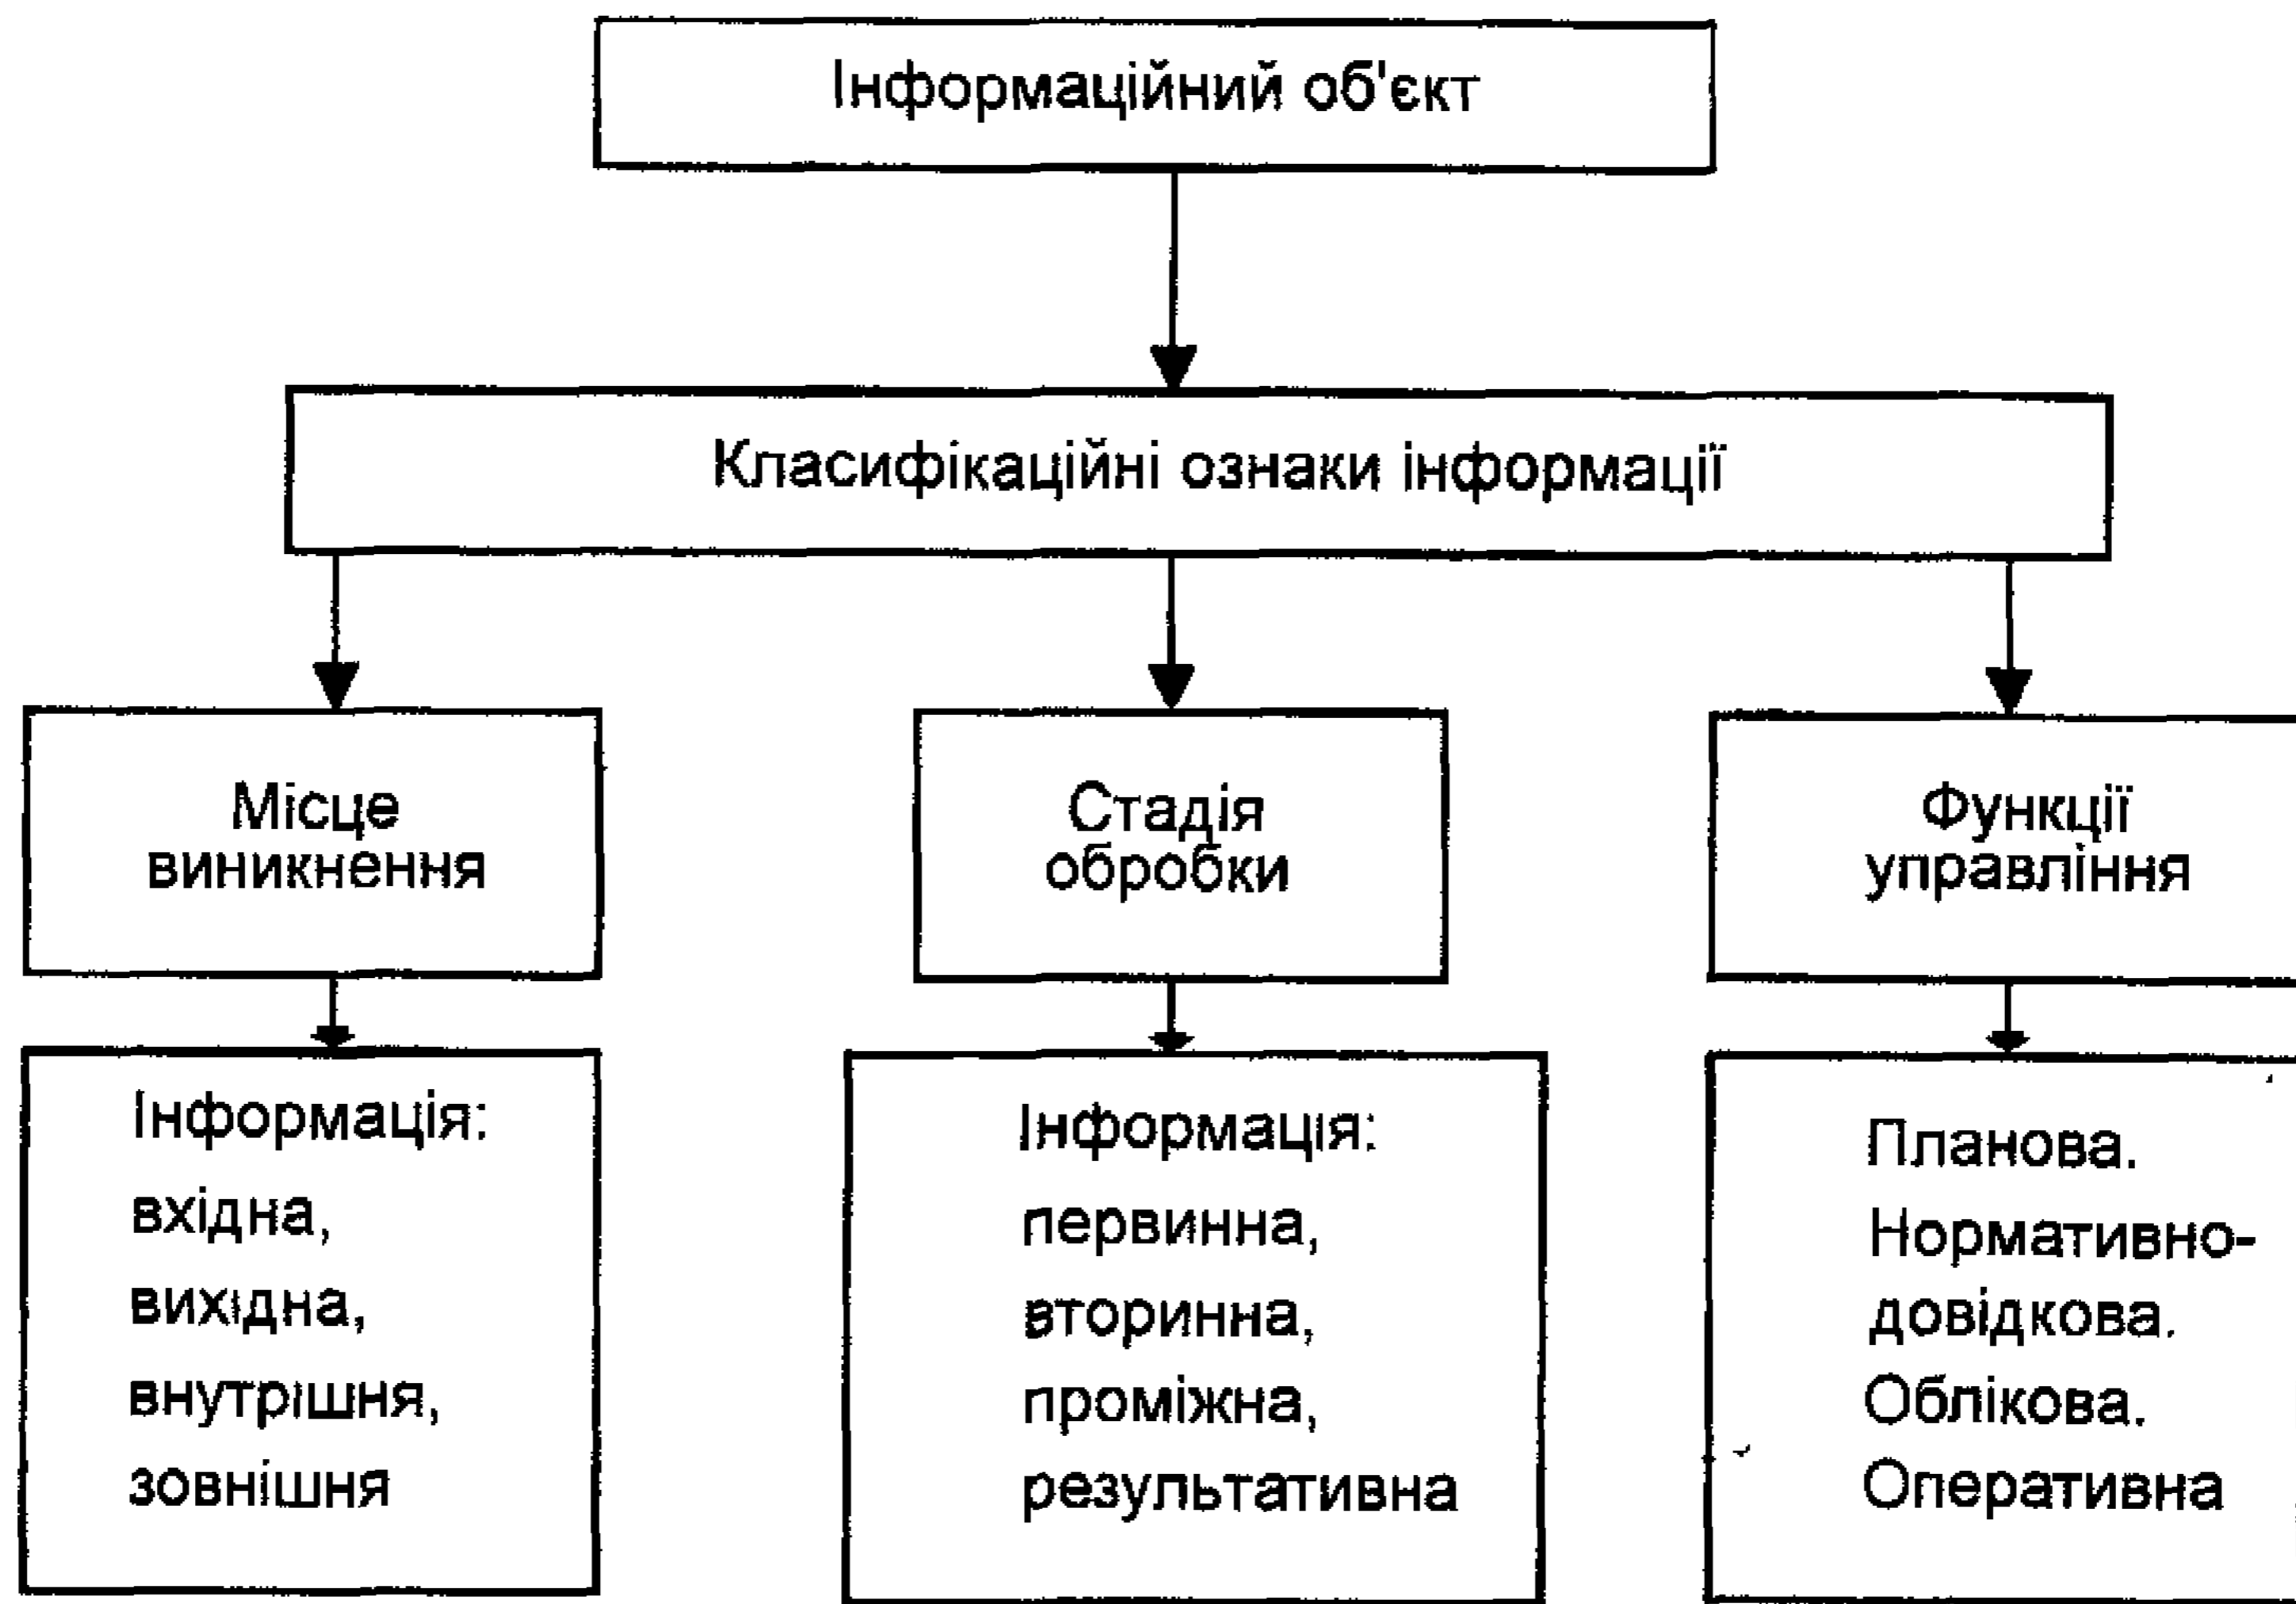 Інформаційний об'єкт
Класифікаційні ознаки інформації
Місце
виникнення
Стадія
обробки
Функції
управління
Інформація:
вхідна,
вихідна,
внутрішня,
зовнішня
Інформація:
первинна,
вторинна,
проміжна,
результативна
Планова.
Нормативно-
довідкова.
Облікова.
Оперативна